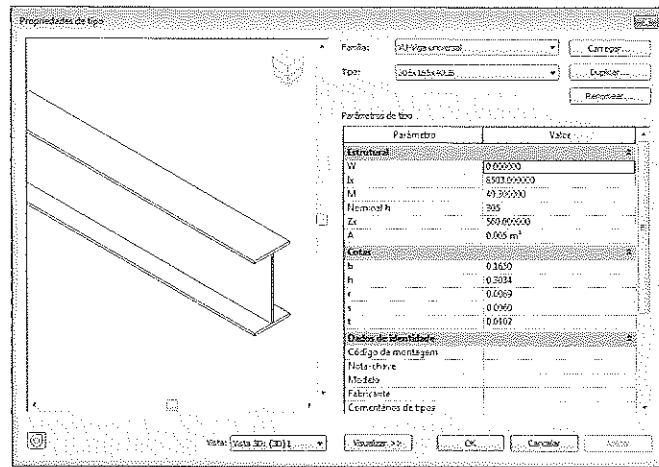 Propriedades de tipo
Família: UJ-Viga universal
Carregar...
Tipo: 305x165x40UB
Duplicar...
Renomear...
Parâmetros de tipo
Parâmetro Valor
Estrutural
W 0.000000
Ix 8503.000000
M 40.300000
Nominal h 305
Zx 560.000000
A 0.005 m²
Cotas
b 0.1650
h 0.3034
r 0.0089
s 0.0060
t 0.0102
Dados de identidade
Código de montagem
Nota-chave
Modelo
Fabricante
Comentários de tipos
Vista: Vista 3D: {3D}1
Visualizar >>
OK
Cancelar
Aplicar